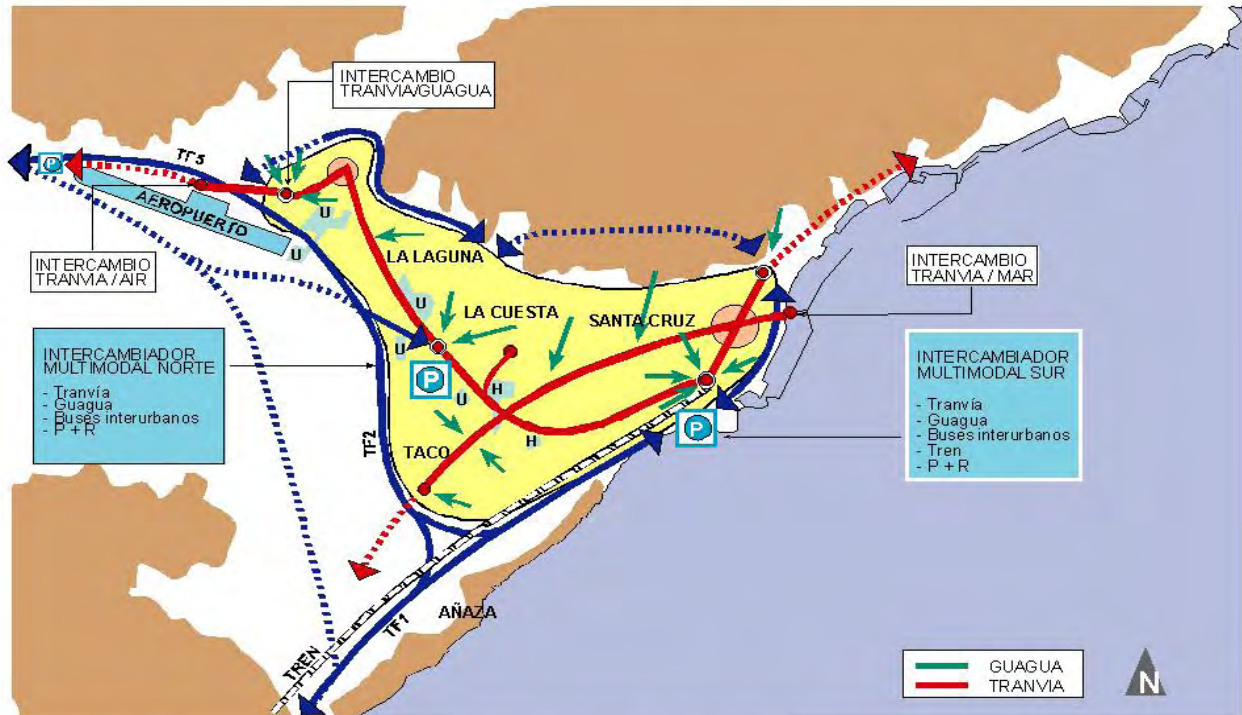 INTERCAMBIO
TRANVIA/GUAGUA
P
TF5
AEROPUERTO
U
U
LA LAGUNA
INTERCAMBIO
TRANVIA / AIR
INTERCAMBIO
TRANVIA / MAR
U
LA CUESTA
SANTA CRUZ
U
INTERCAMBIADOR
MULTIMODAL NORTE
- Tranvía
- Guagua
- Buses interurbanos
- P + R
P
U
H
H
INTERCAMBIADOR
MULTIMODAL SUR
- Tranvía
- Guagua
- Buses interurbanos
- Tren
- P + R
P
TF2
TACO
AÑAZA
TF1
TREN
GUAGUA
TRANVIA
N